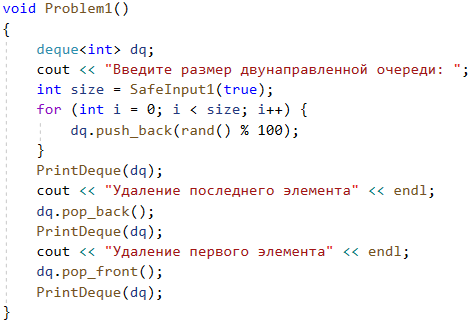 void Problem1()
{
    deque<int> dq;
    cout << "Введите размер двунаправленной очереди: ";
    int size = SafeInput1(true);
    for (int i = 0; i < size; i++) {
        dq.push_back(rand() % 100);
    }
    PrintDeque(dq);
    cout << "Удаление последнего элемента" << endl;
    dq.pop_back();
    PrintDeque(dq);
    cout << "Удаление первого элемента" << endl;
    dq.pop_front();
    PrintDeque(dq);
}